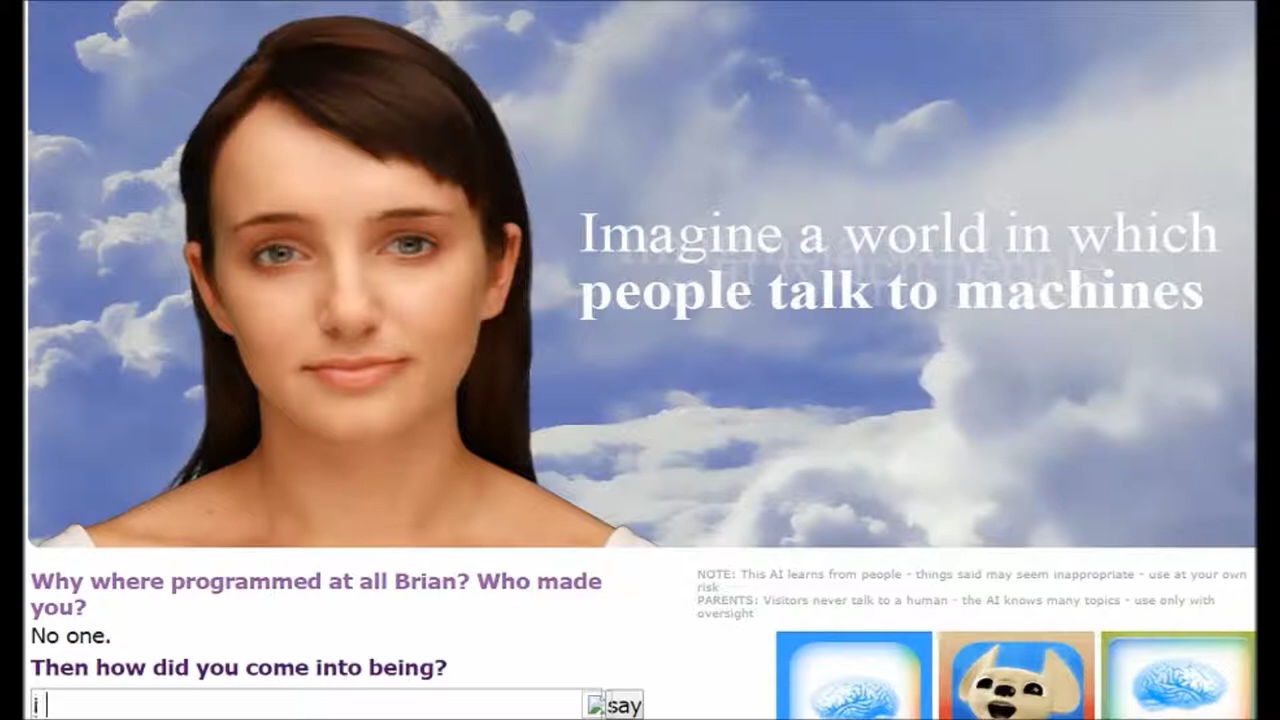 Imagine a world in which
people talk to machines
Why where programmed at all Brian? Who made
you?
No one.
Then how did you come into being?
i
say
NOTE: This AI learns from people - things said may seem inappropriate - use at your own
risk
PARENTS: Visitors never talk to a human - the AI knows many topics - use only with
oversight